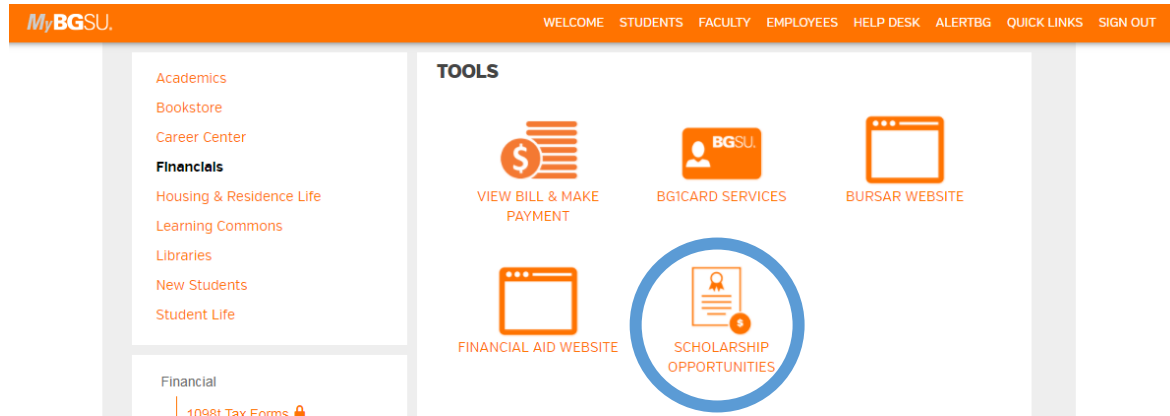 MyBGSU. WELCOME STUDENTS FACULTY EMPLOYEES HELP DESK ALERTBG QUICK LINKS SIGN OUT
Academics
Bookstore
Career Center
Financials
Housing & Residence Life
Learning Commons
Libraries
New Students
Student Life
Financial
1098t Tax Forms
TOOLS
$
VIEW BILL & MAKE
PAYMENT
BGSU.
BG1CARD SERVICES
BURSAR WEBSITE
FINANCIAL AID WEBSITE
$
SCHOLARSHIP
OPPORTUNITIES